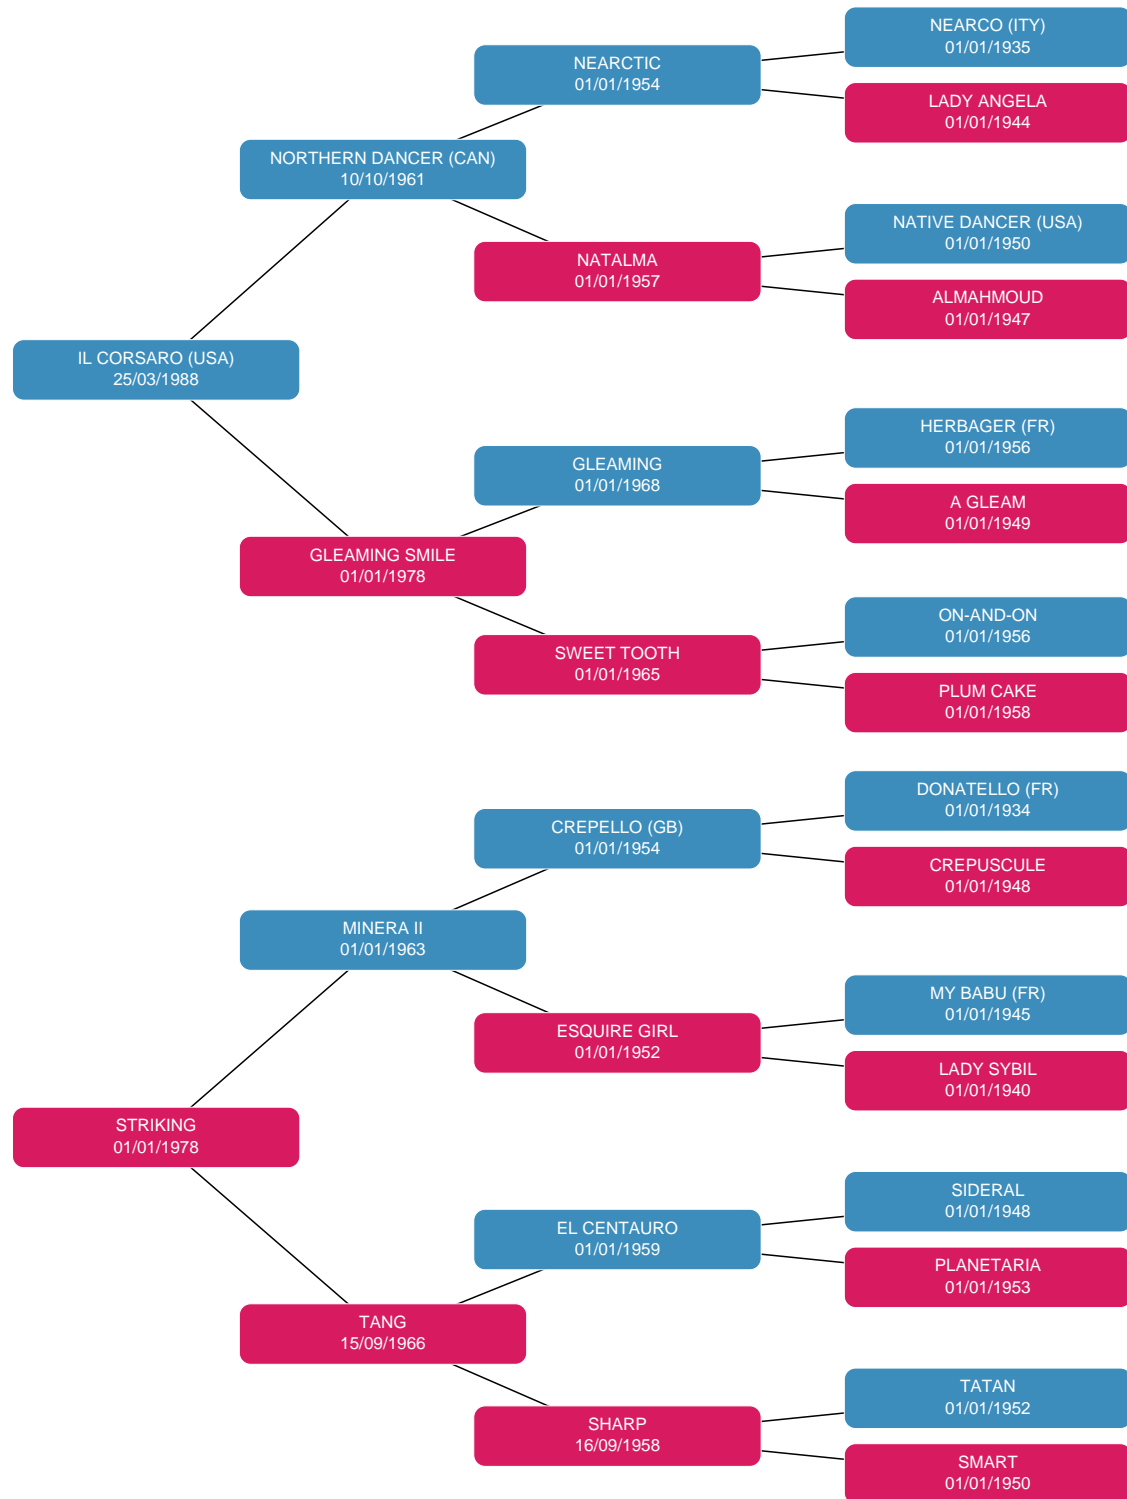 NEARCO (ITY)
01/01/1935
NEARCTIC
01/01/1954
LADY ANGELA
01/01/1944
NORTHERN DANCER (CAN)
10/10/1961
NATIVE DANCER (USA)
01/01/1950
NATALMA
01/01/1957
ALMAHMOUD
01/01/1947
IL CORSARO (USA)
25/03/1988
HERBAGER (FR)
01/01/1956
GLEAMING
01/01/1968
A GLEAM
01/01/1949
GLEAMING SMILE
01/01/1978
ON-AND-ON
01/01/1956
SWEET TOOTH
01/01/1965
PLUM CAKE
01/01/1958
DONATELLO (FR)
01/01/1934
CREPELLO (GB)
01/01/1954
CREPUSCULE
01/01/1948
MINERA II
01/01/1963
MY BABU (FR)
01/01/1945
ESQUIRE GIRL
01/01/1952
LADY SYBIL
01/01/1940
STRIKING
01/01/1978
SIDERAL
01/01/1948
EL CENTAURO
01/01/1959
PLANETARIA
01/01/1953
TANG
15/09/1966
TATAN
01/01/1952
SHARP
16/09/1958
SMART
01/01/1950